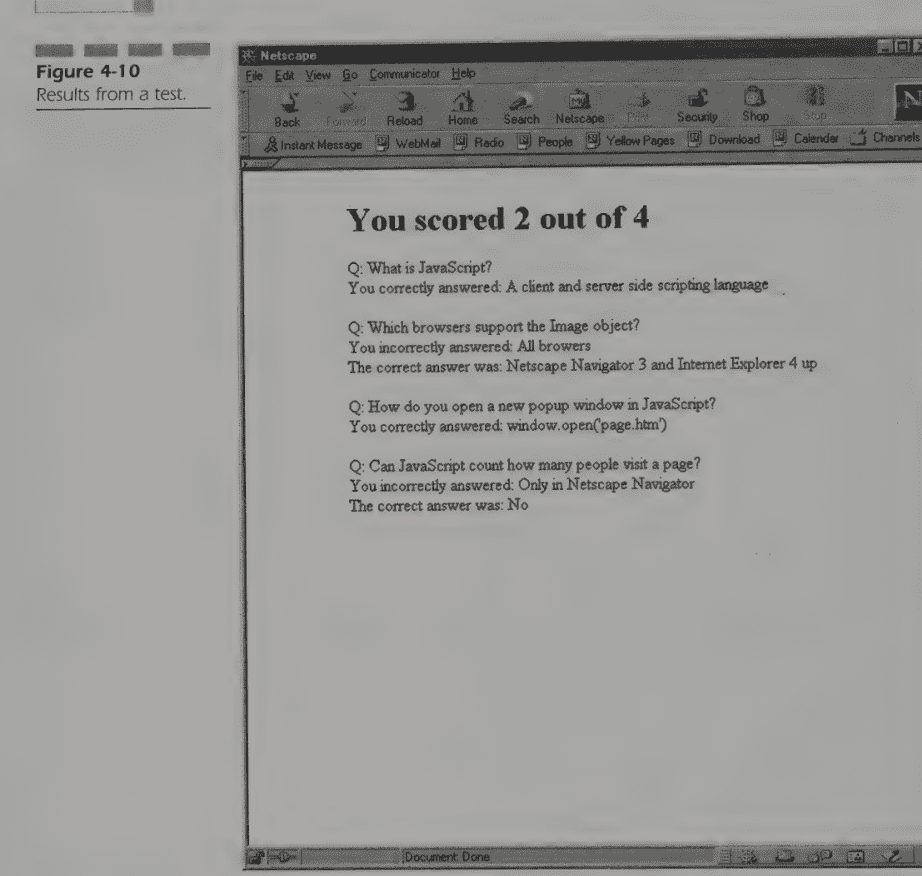 Figure 4-10
Results from a test.
Netscape
File Edit View Go Communicator Help
Back Forward Reload Home Search Netscape Print Security Shop Stop
Instant Message WebMail Radio People Yellow Pages Download Calendar Channels
You scored 2 out of 4
Q: What is JavaScript?
You correctly answered: A client and server side scripting language
Q: Which browsers support the Image object?
You incorrectly answered: All browers
The correct answer was: Netscape Navigator 3 and Internet Explorer 4 up
Q: How do you open a new popup window in JavaScript?
You correctly answered: window.open('page.htm')
Q: Can JavaScript count how many people visit a page?
You incorrectly answered: Only in Netscape Navigator
The correct answer was: No
Document: Done